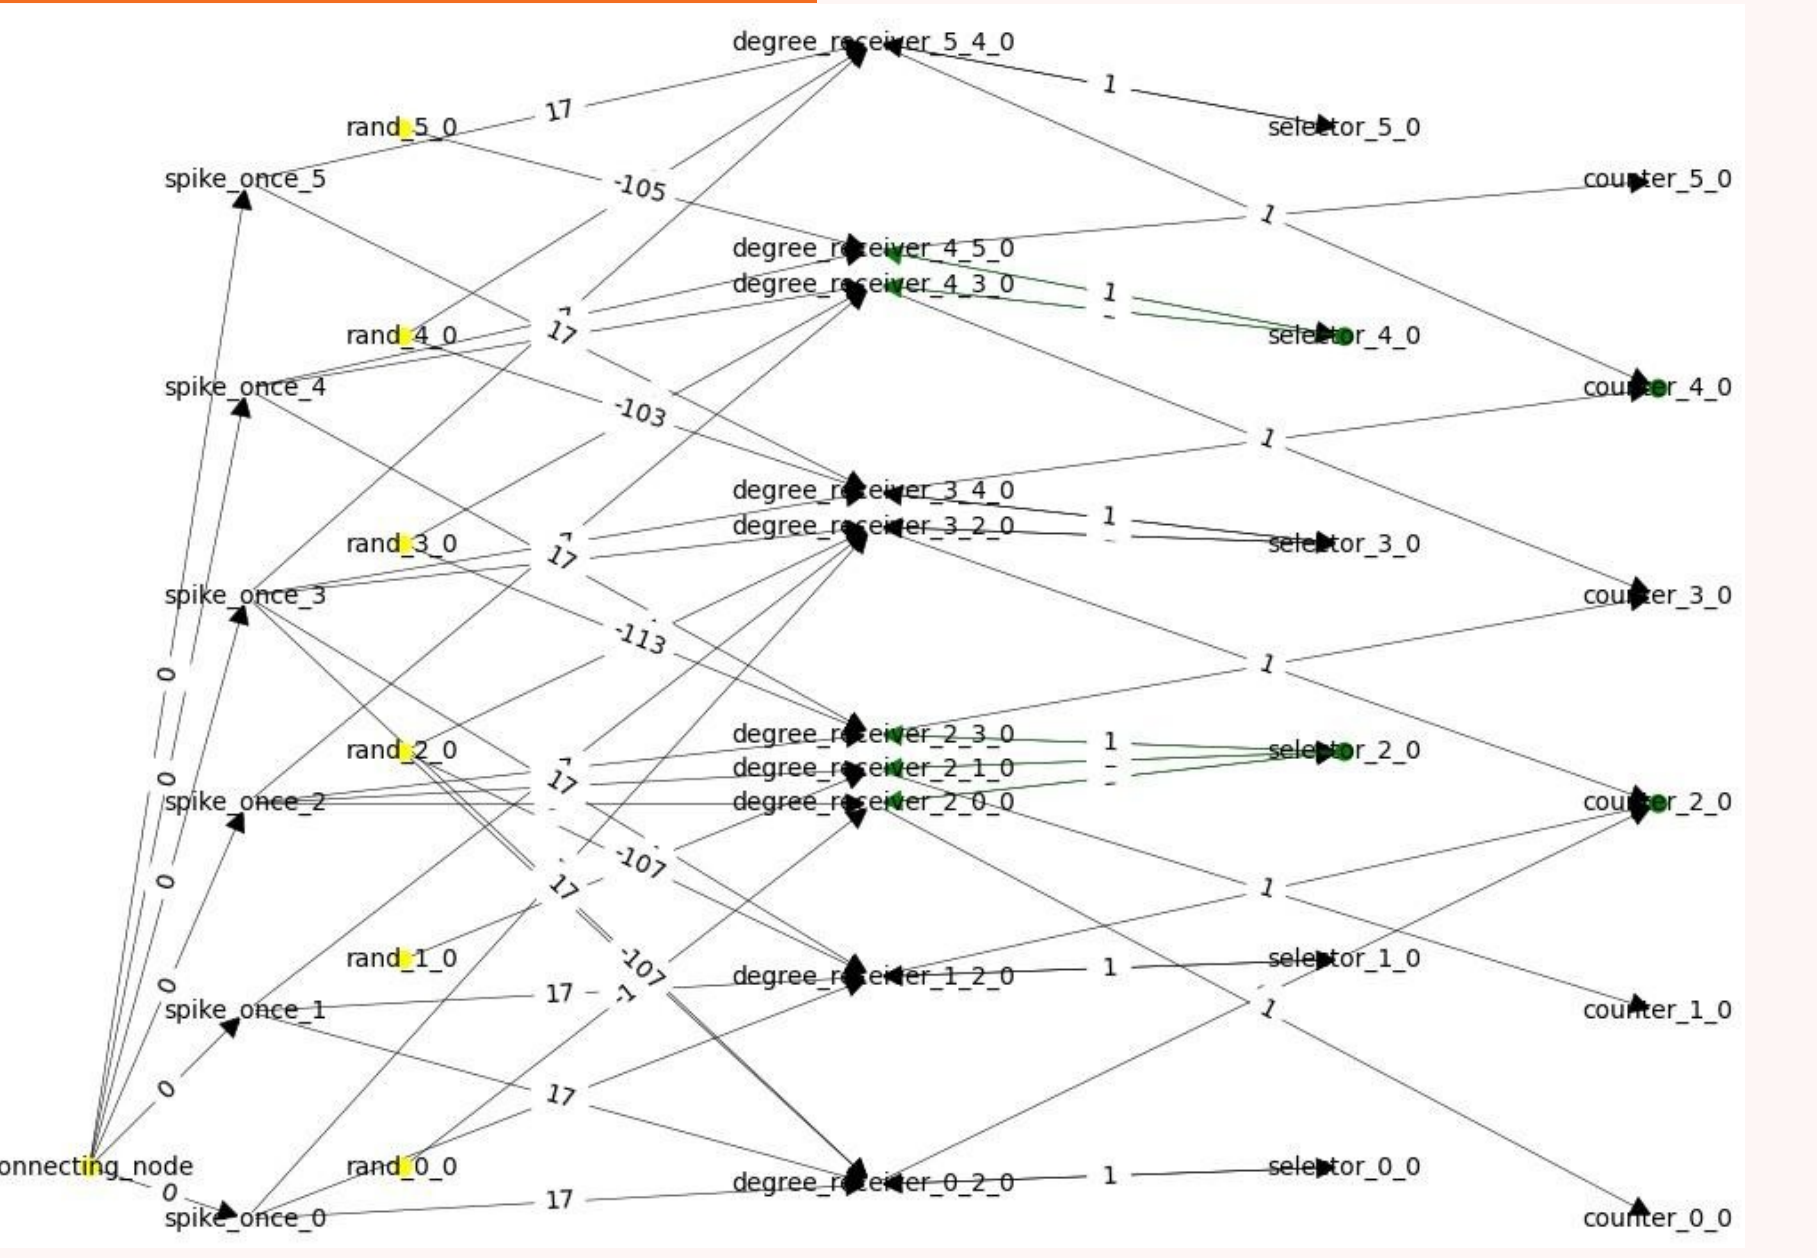 degree_receiver_5_4_0
1
17
rand_5_0
selector_5_0
spike_once_5
-105
counter_5_0
1
degree_receiver_4_5_0
degree_receiver_4_3_0
1
rand_4_0
17
selector_4_0
spike_once_4
-103
counter_4_0
1
degree_receiver_3_4_0
1
degree_receiver_3_2_0
rand_3_0
17
selector_3_0
spike_once_3
counter_3_0
-113
1
0
degree_receiver_2_3_0
1
rand_2_0
selector_2_0
degree_receiver_2_1_0
0
17
spike_once_2
degree_receiver_2_0_0
counter_2_0
-107
0
17
1
rand_1_0
-107
selector_1_0
degree_receiver_1_2_0
1
0
17
-1
spike_once_1
1
counter_1_0
0
17
onnecting_node
rand_0_0
selector_0_0
degree_receiver_0_2_0
1
0
17
spike_once_0
counter_0_0